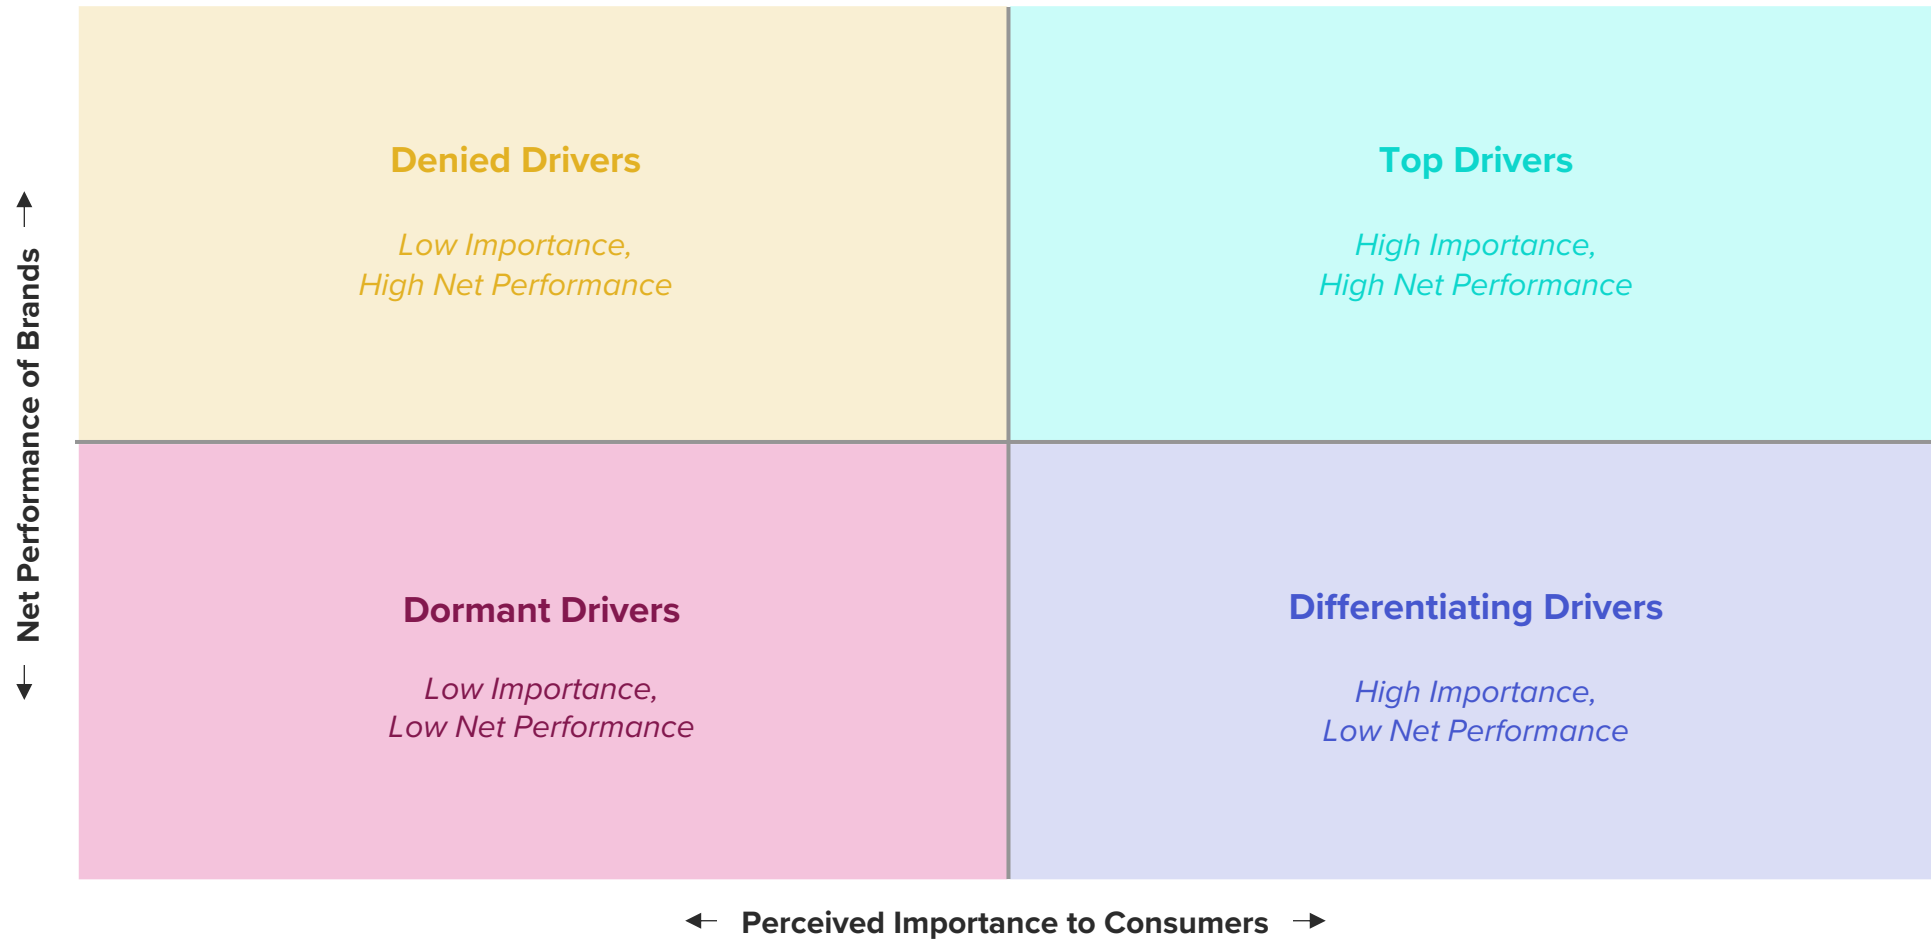 Denied Drivers
Low Importance,
High Net Performance
Top Drivers
High Importance,
High Net Performance
Net Performance of Brands
Dormant Drivers
Low Importance,
Low Net Performance
Differentiating Drivers
High Importance,
Low Net Performance
Perceived Importance to Consumers